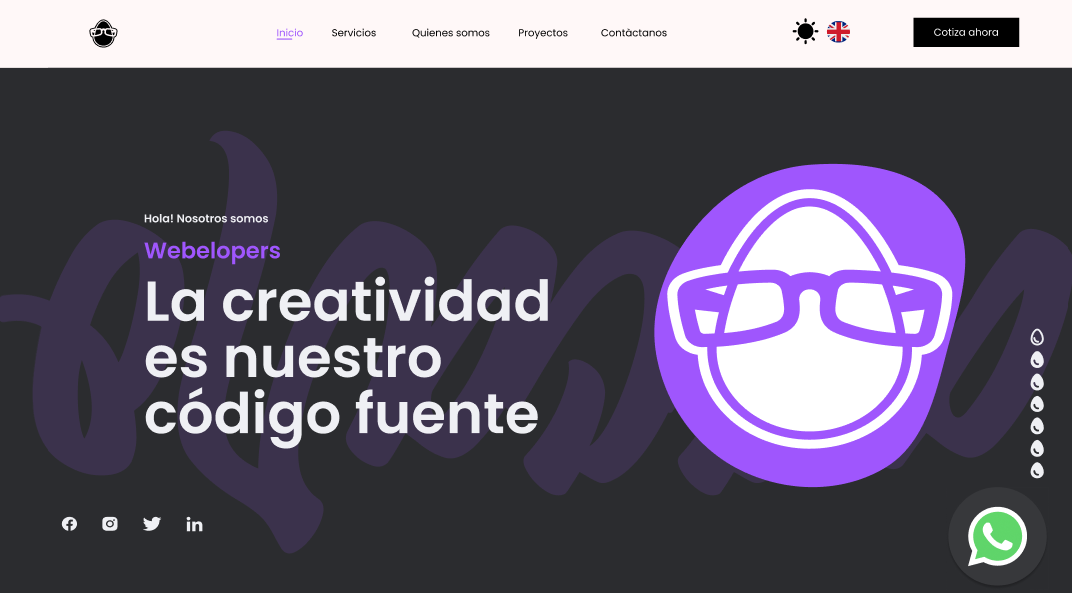 Inicio
Servicios
Quienes somos
Proyectos
Contáctanos
Cotiza ahora
Hola! Nosotros somos
Webelopers
La creatividad
es nuestro
código fuente